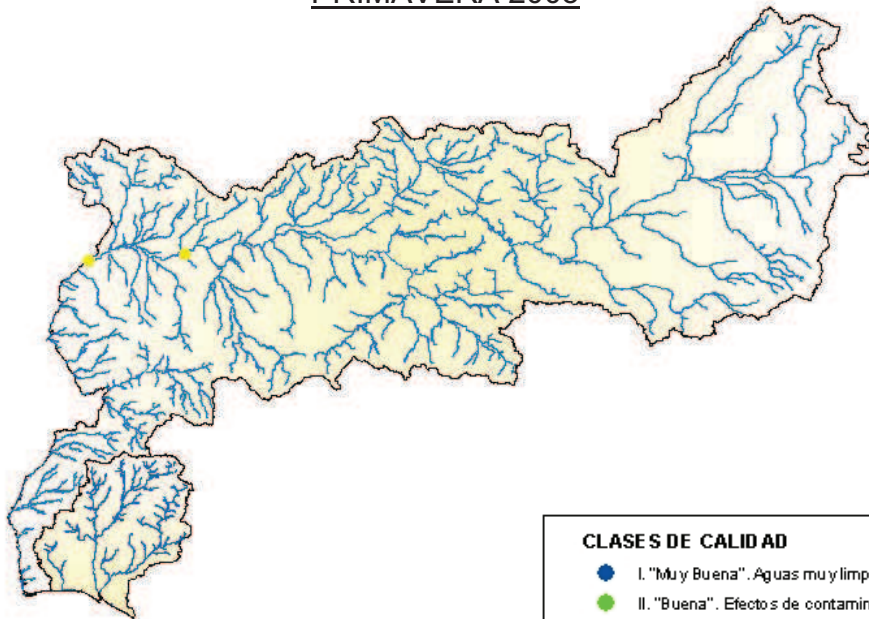 CLASES DE CALIDAD
I. "Muy Buena". Aguas muy limp
II. "Buena". Efectos de contamin